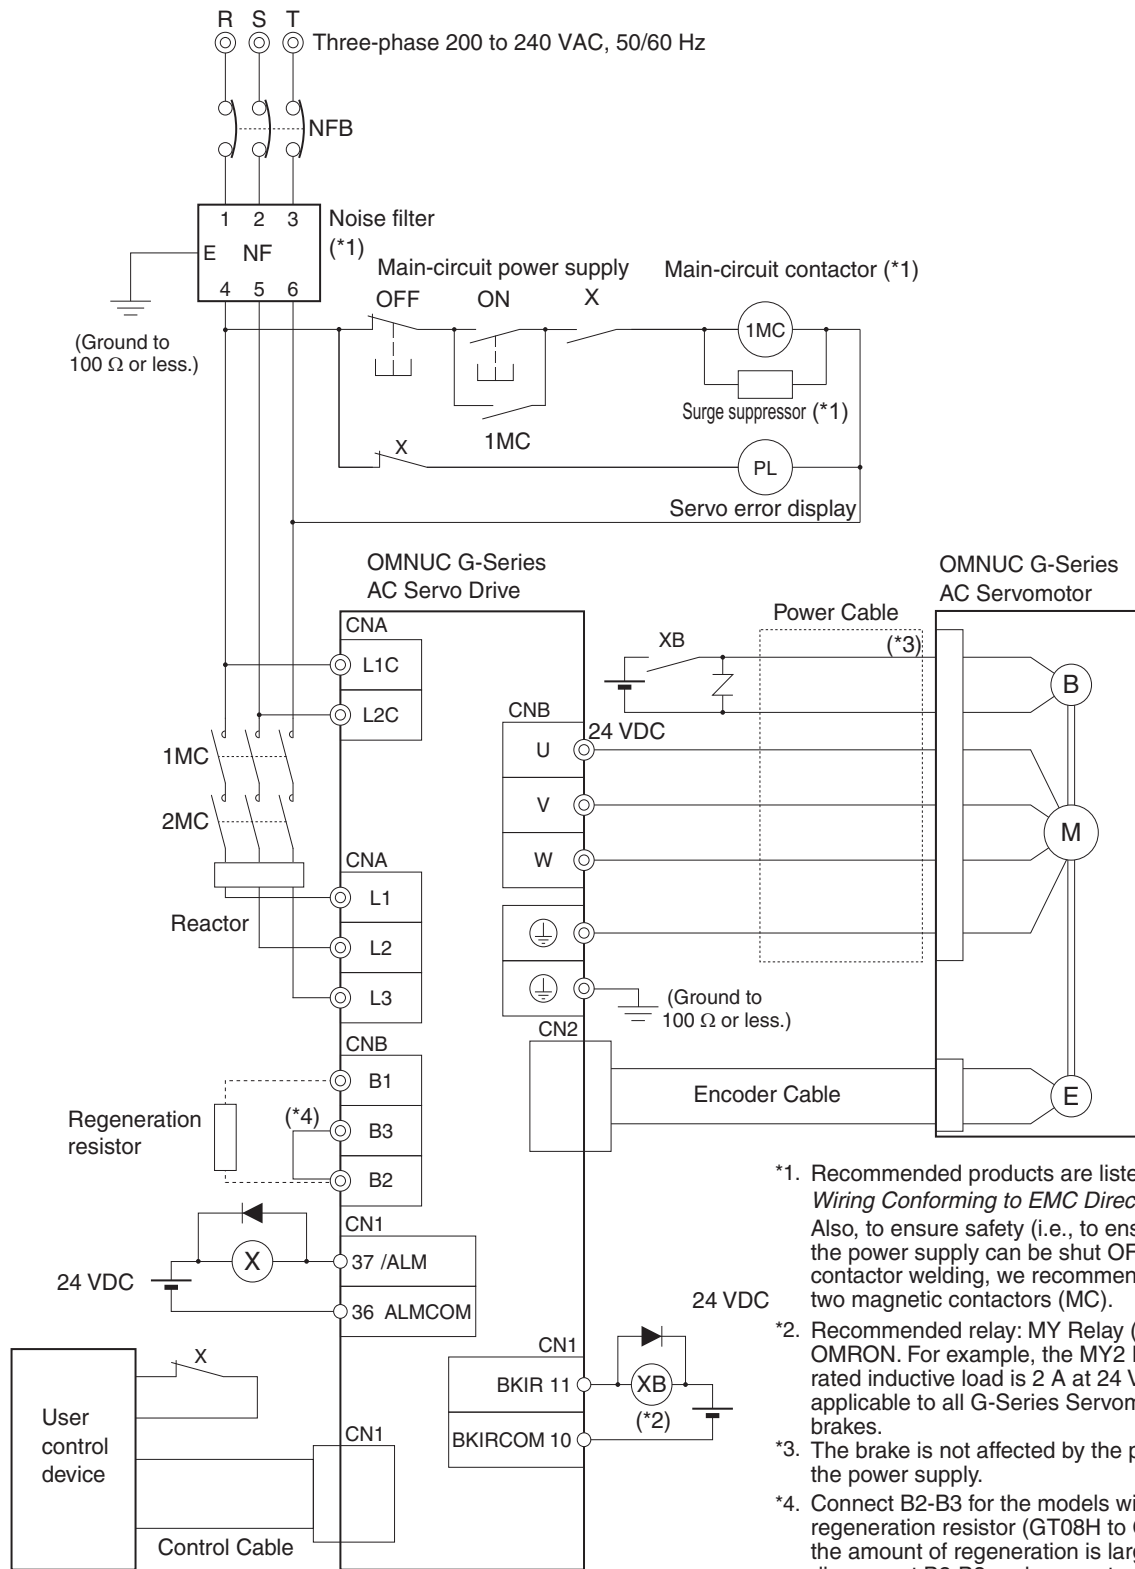 R S T
Three-phase 200 to 240 VAC, 50/60 Hz
NFB
1 2 3
Noise filter
(*1)
E NF
4 5 6
(Ground to
100 Ω or less.)
Main-circuit power supply
OFF ON X
Main-circuit contactor (*1)
1MC
Surge suppressor (*1)
1MC
X
PL
Servo error display
OMNUC G-Series
AC Servo Drive
OMNUC G-Series
AC Servomotor
CNA
L1C
L2C
1MC
2MC
Reactor
CNA
L1
L2
L3
Power Cable
(*3)
XB
24 VDC
B
CNB
U
V
W
M
(Ground to
100 Ω or less.)
CN2
Encoder Cable
E
CNB
B1
B3
B2
(*4)
Regeneration
resistor
CN1
37 /ALM
36 ALMCOM
X
24 VDC
24 VDC
CN1
BKIR 11
BKIRCOM 10
XB
(*2)
X
User
control
device
CN1
Control Cable
*1. Recommended products are liste
Wiring Conforming to EMC Direc
Also, to ensure safety (i.e., to ens
the power supply can be shut OF
contactor welding, we recommen
two magnetic contactors (MC).
*2. Recommended relay: MY Relay (
OMRON. For example, the MY2
rated inductive load is 2 A at 24 V
applicable to all G-Series Servom
brakes.
*3. The brake is not affected by the p
the power supply.
*4. Connect B2-B3 for the models wi
regeneration resistor (GT08H to
the amount of regeneration is larg